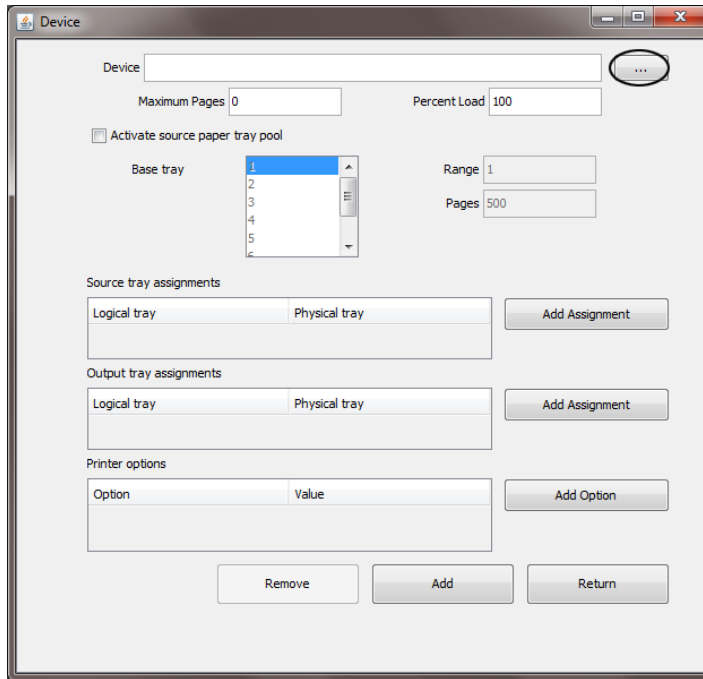 Device
Device ...
Maximum Pages 0 Percent Load 100
Activate source paper tray pool
Base tray 1 Range 1
2
3 Pages 500
4
5
6
Source tray assignments
Logical tray Physical tray Add Assignment
Output tray assignments
Logical tray Physical tray Add Assignment
Printer options
Option Value Add Option
Remove Add Return